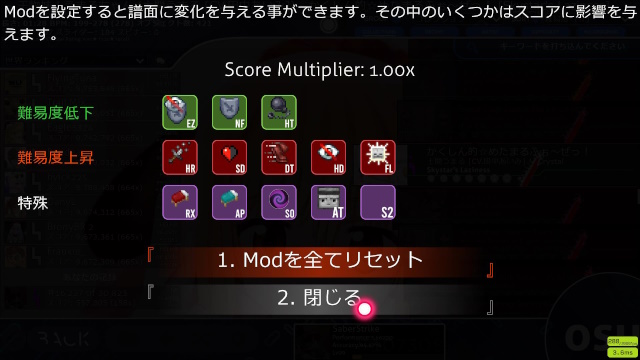 Modを設定すると譜面に変化を与える事ができます。その中のいくつかはスコアに影響を与
えます。
Score Multiplier: 1.00x
難易度低下
EZ NF HT
難易度上昇
HR SD DT HD FL
特殊
RX AP SO AT S2
1. Modを全てリセット
2. 閉じる
BACK
osu
3.8ms